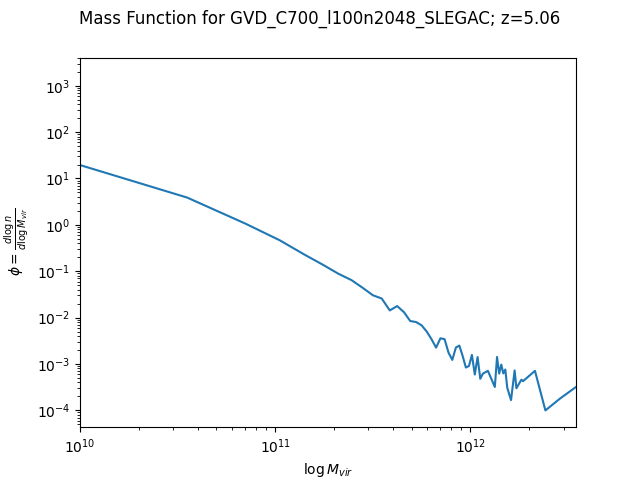 Mass Function for GVD_C700_l100n2048_SLEGAC; z=5.06
10³
10²
10¹
10⁰
10⁻¹
10⁻²
10⁻³
10⁻⁴
ϕ = d log n / d log M_vir
10¹⁰ 10¹¹ 10¹²
log M_vir